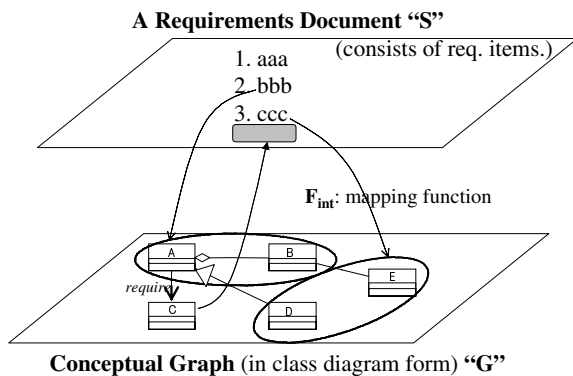 A Requirements Document “S”
(consists of req. items.)
1. aaa
2. bbb
3. ccc
F_int: mapping function
A
B
E
require
C
D
Conceptual Graph (in class diagram form) “G”